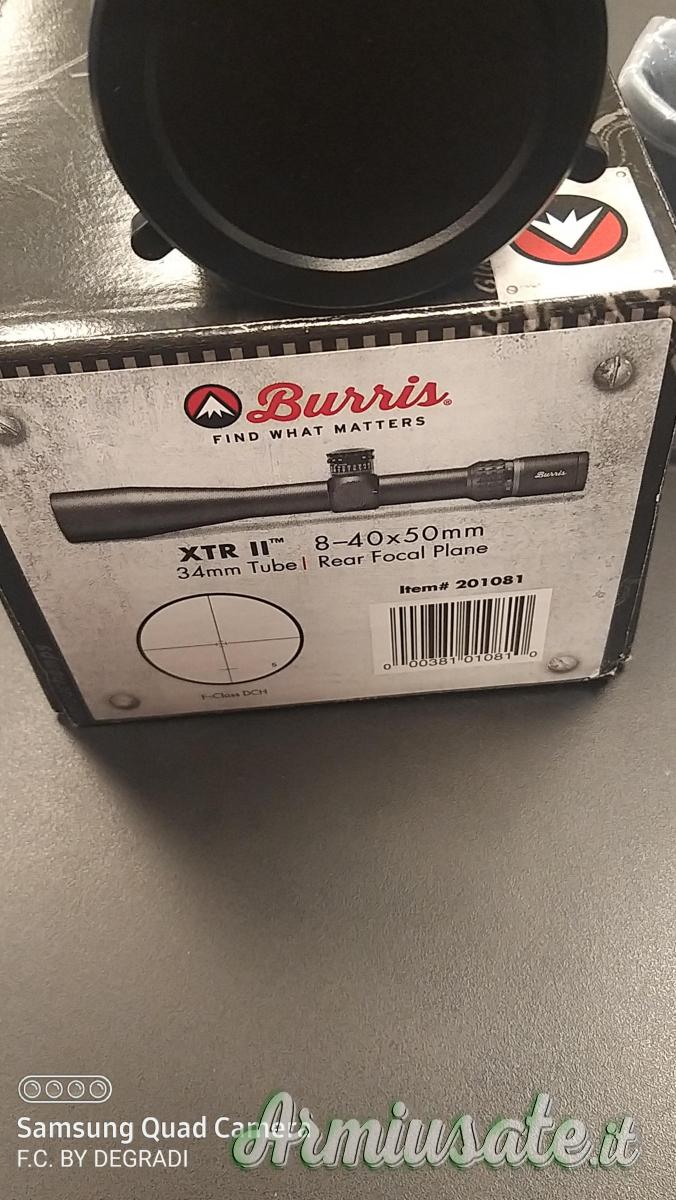 Burris®
FIND WHAT MATTERS
Burris
XTR II™ 8-40x50mm
34mm Tube | Rear Focal Plane
Item# 201081
5
0 00381 01081 0
F-Class DCH
Samsung Quad Camera
F.C. BY DEGRADI
Armiusate.it